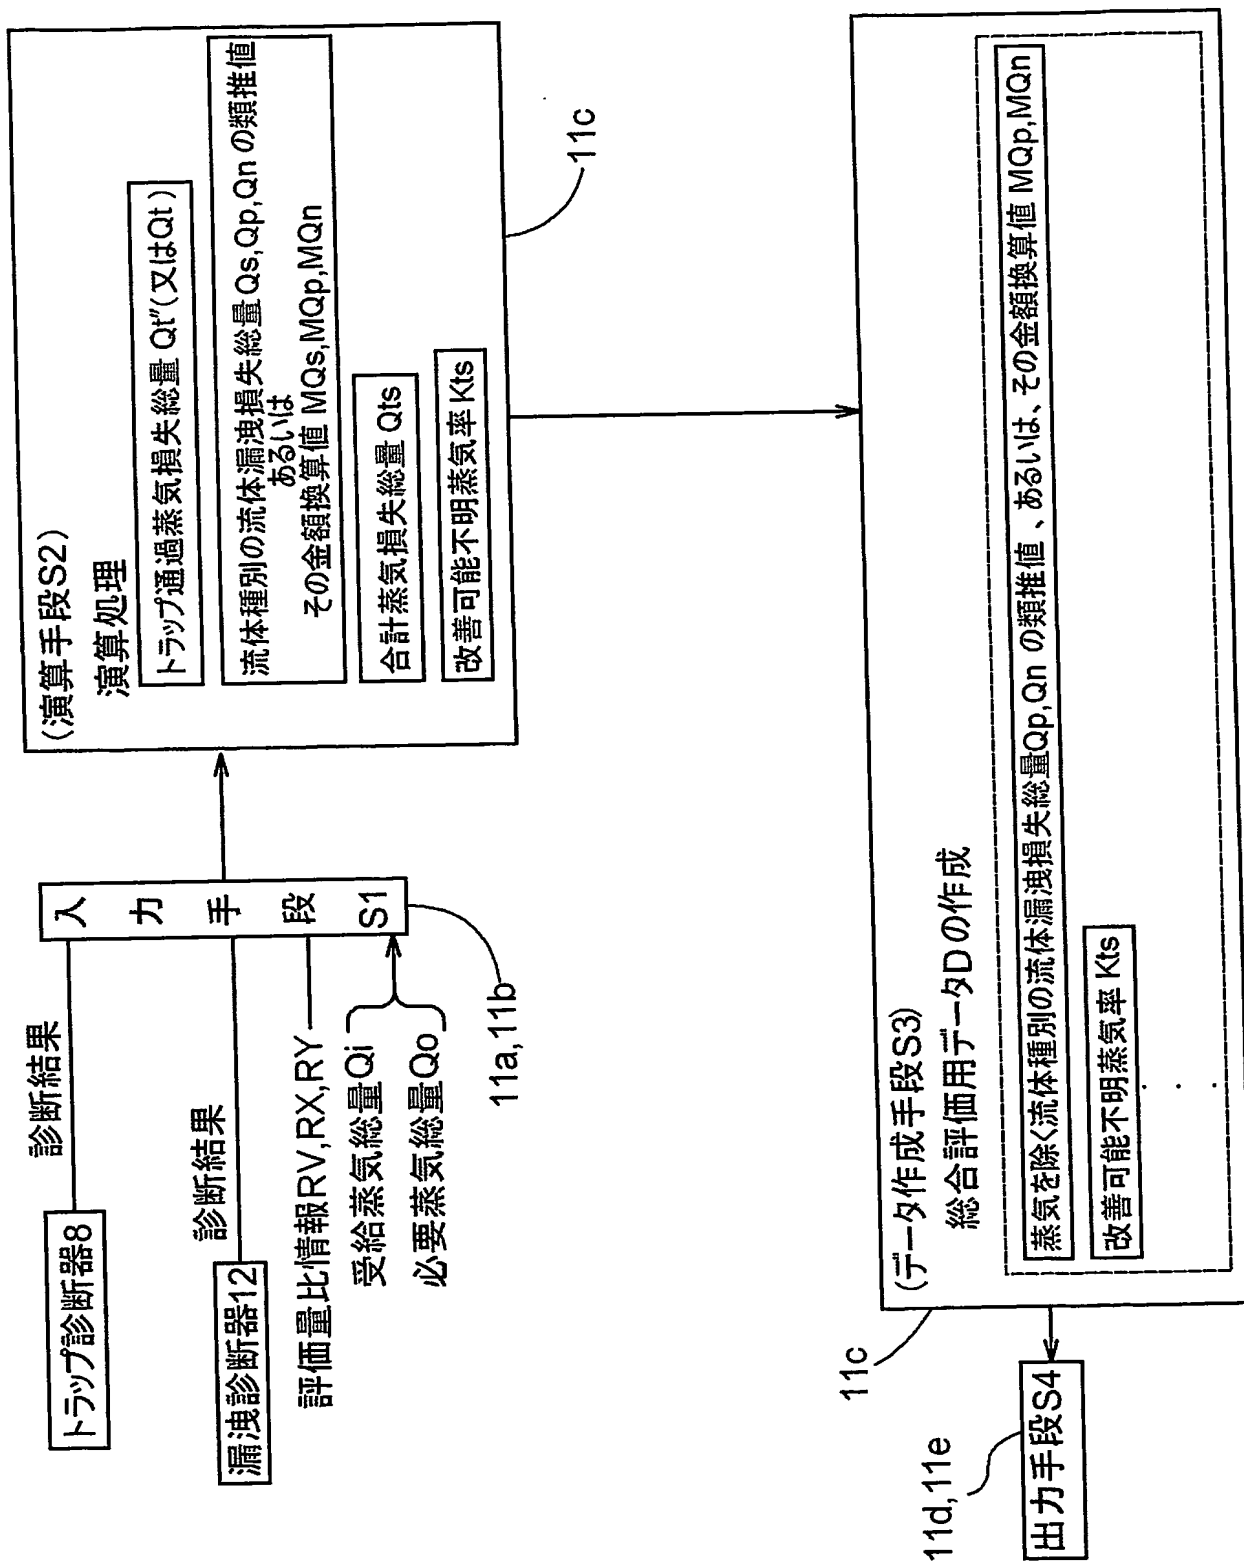 トラップ診断器8
診断結果
漏洩診断器12
診断結果
評価量比情報RV,RX,RY
受給蒸気総量Qi
必要蒸気総量Qo
入力手段S1
11a,11b
(演算手段S2)
演算処理
トラップ通過蒸気損失総量 Qt"(又はQt)
流体種別の流体漏洩損失総量Qs,Qp,Qn の類推値
あるいは
その金額換算値 MQs,MQp,MQn
合計蒸気損失総量 Qts
改善可能不明蒸気率 Kts
11c
(データ作成手段S3)
総合評価用データDの作成
蒸気を除く流体種別の流体漏洩損失総量Qp,Qn の類推値、あるいは、その金額換算値 MQp,MQn
改善可能不明蒸気率 Kts
・
・
・
11c
11d,11e
出力手段S4